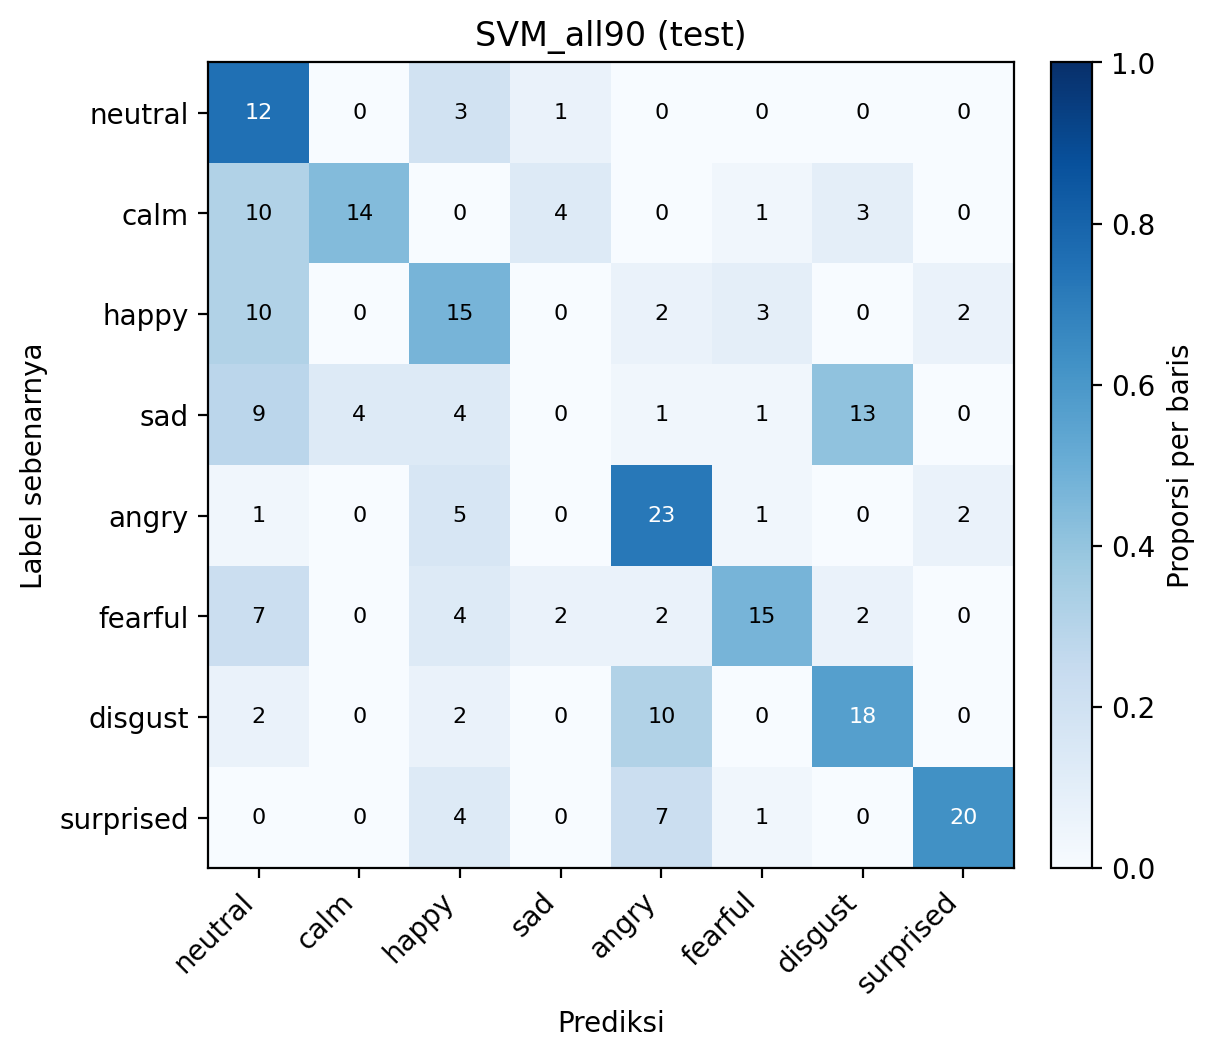 SVM_all90 (test)
neutral 12 0 3 1 0 0 0 0
calm 10 14 0 4 0 1 3 0
happy 10 0 15 0 2 3 0 2
sad 9 4 4 0 1 1 13 0
angry 1 0 5 0 23 1 0 2
fearful 7 0 4 2 2 15 2 0
disgust 2 0 2 0 10 0 18 0
surprised 0 0 4 0 7 1 0 20
neutral calm happy sad angry fearful disgust surprised
Prediksi
Label sebenarnya
1.0
0.8
0.6
0.4
0.2
0.0
Proporsi per baris